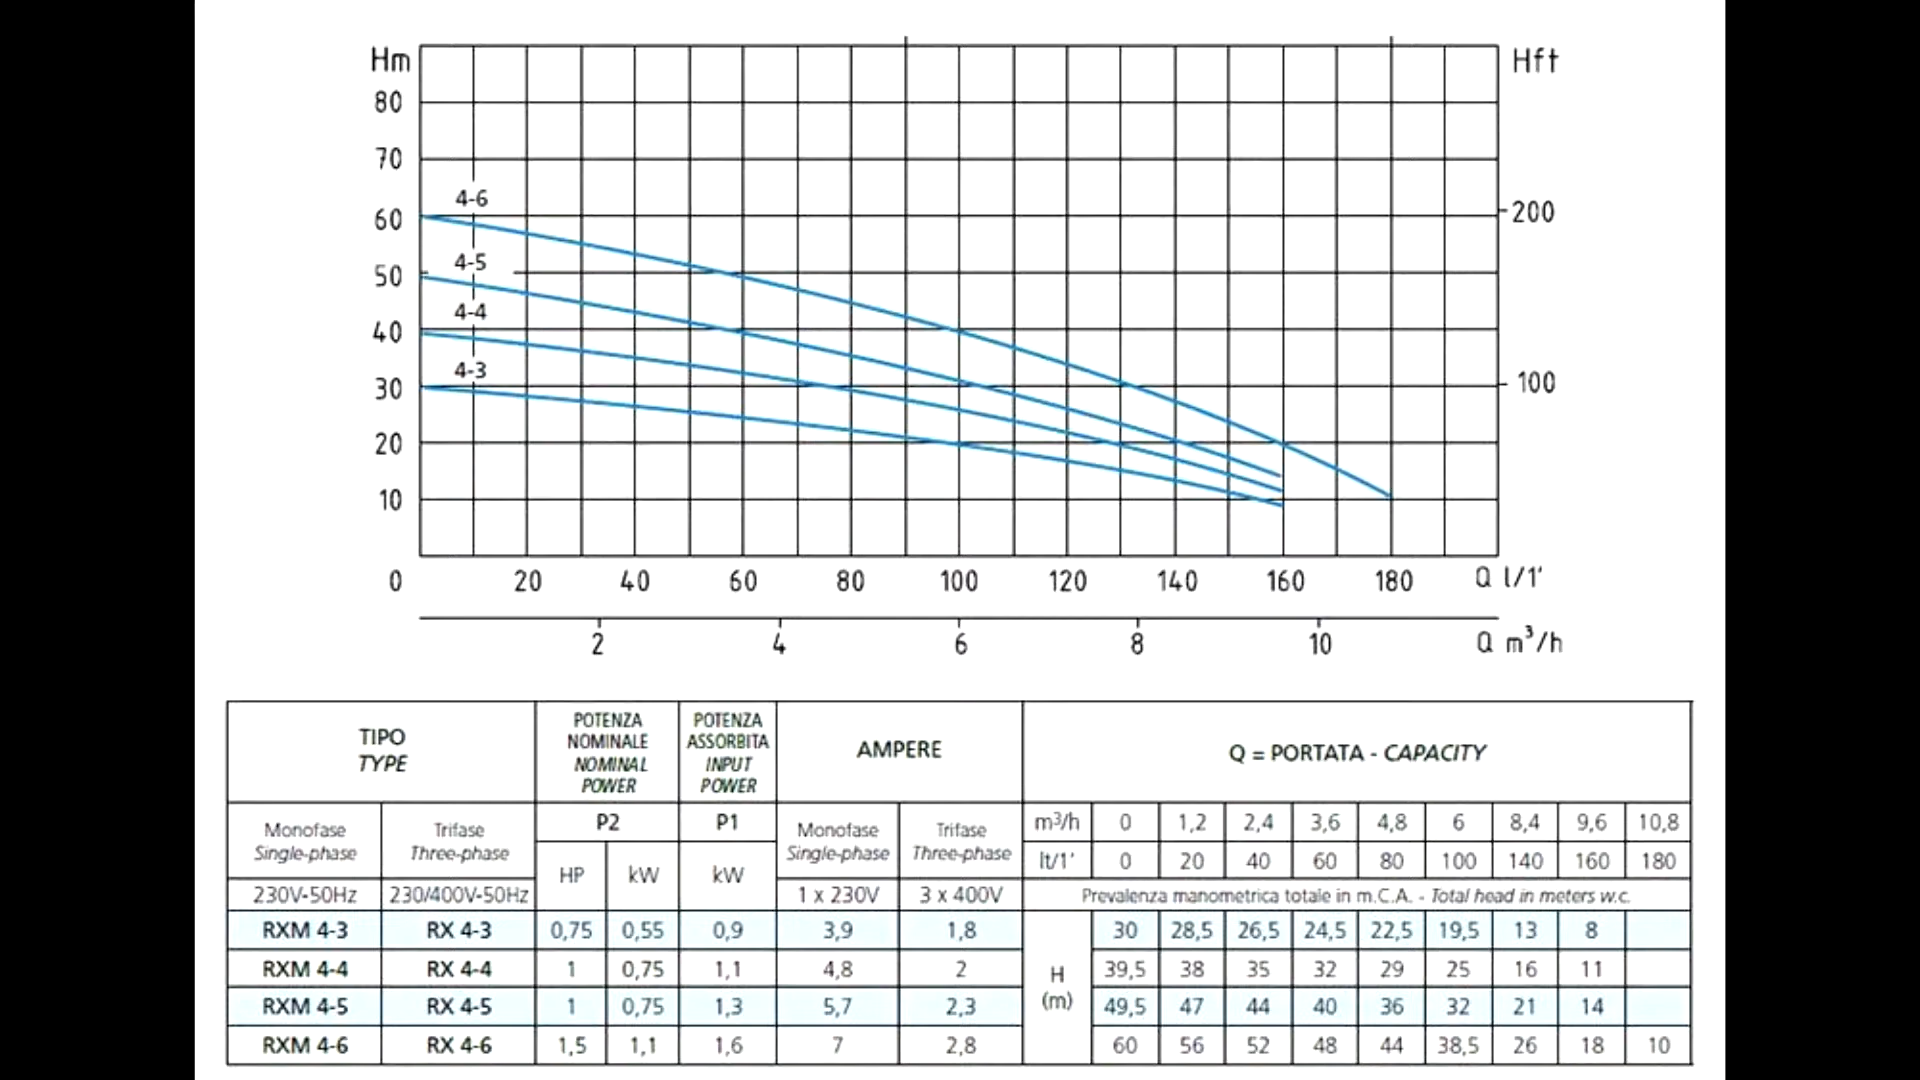 Hm
Hft
80
70
60
50
40
30
20
10
4-6
4-5
4-4
4-3
200
100
0 20 40 60 80 100 120 140 160 180 Q l/1'
2 4 6 8 10 Q m³/h
TIPO
TYPE
POTENZA
NOMINALE
NOMINAL
POWER
POTENZA
ASSORBITA
INPUT
POWER
AMPERE
Q = PORTATA - CAPACITY
Monofase
Single-phase
Trifase
Three-phase
P2
P1
Monofase
Single-phase
Trifase
Three-phase
m³/h 0 1,2 2,4 3,6 4,8 6 8,4 9,6 10,8
HP kW kW
lt/1' 0 20 40 60 80 100 140 160 180
230V-50Hz 230/400V-50Hz 1 x 230V 3 x 400V Prevalenza manometrica totale in m.C.A. - Total head in meters w.c.
H
(m)
RXM 4-3 RX 4-3 0,75 0,55 0,9 3,9 1,8 30 28,5 26,5 24,5 22,5 19,5 13 8
RXM 4-4 RX 4-4 1 0,75 1,1 4,8 2 39,5 38 35 32 29 25 16 11
RXM 4-5 RX 4-5 1 0,75 1,3 5,7 2,3 49,5 47 44 40 36 32 21 14
RXM 4-6 RX 4-6 1,5 1,1 1,6 7 2,8 60 56 52 48 44 38,5 26 18 10